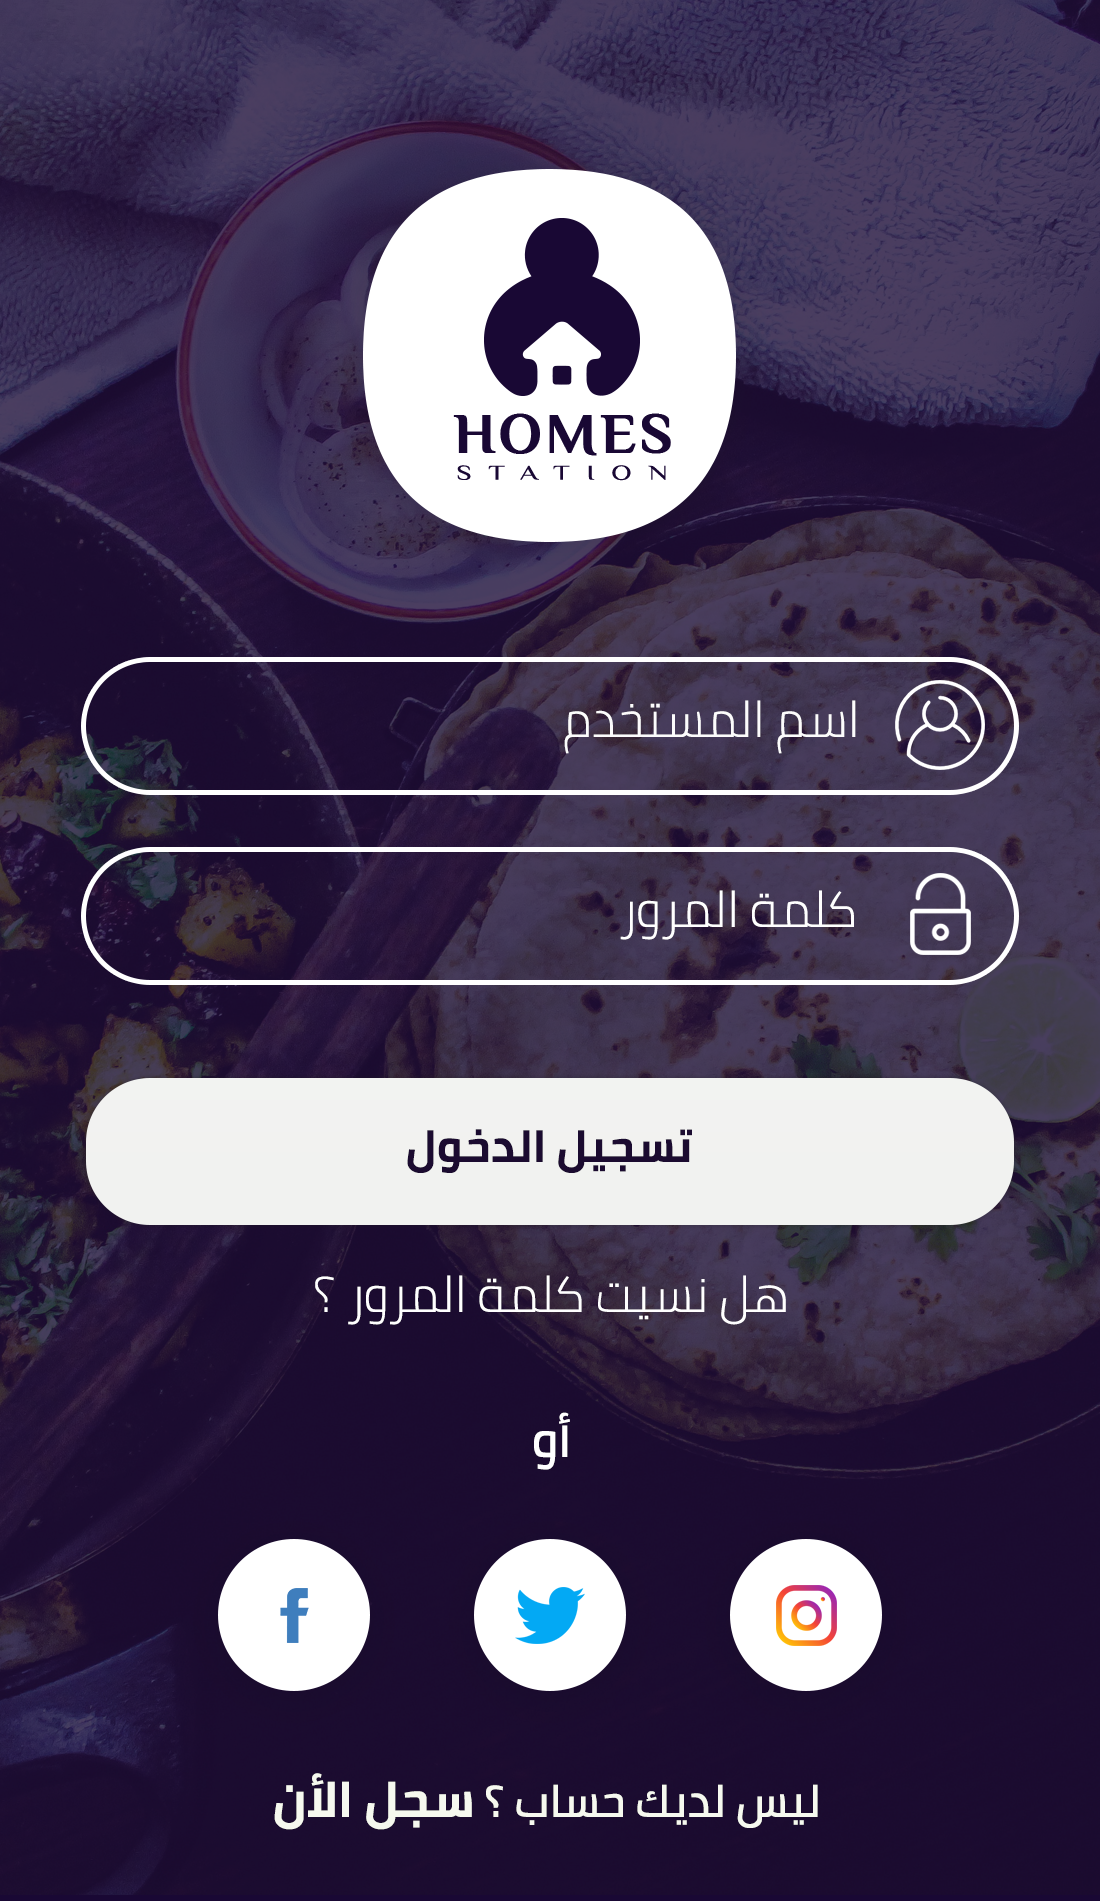 HOMES
STATION
اسم المستخدم
كلمة المرور
تسجيل الدخول
هل نسيت كلمة المرور ؟
أو
ليس لديك حساب ؟ سجل الأن